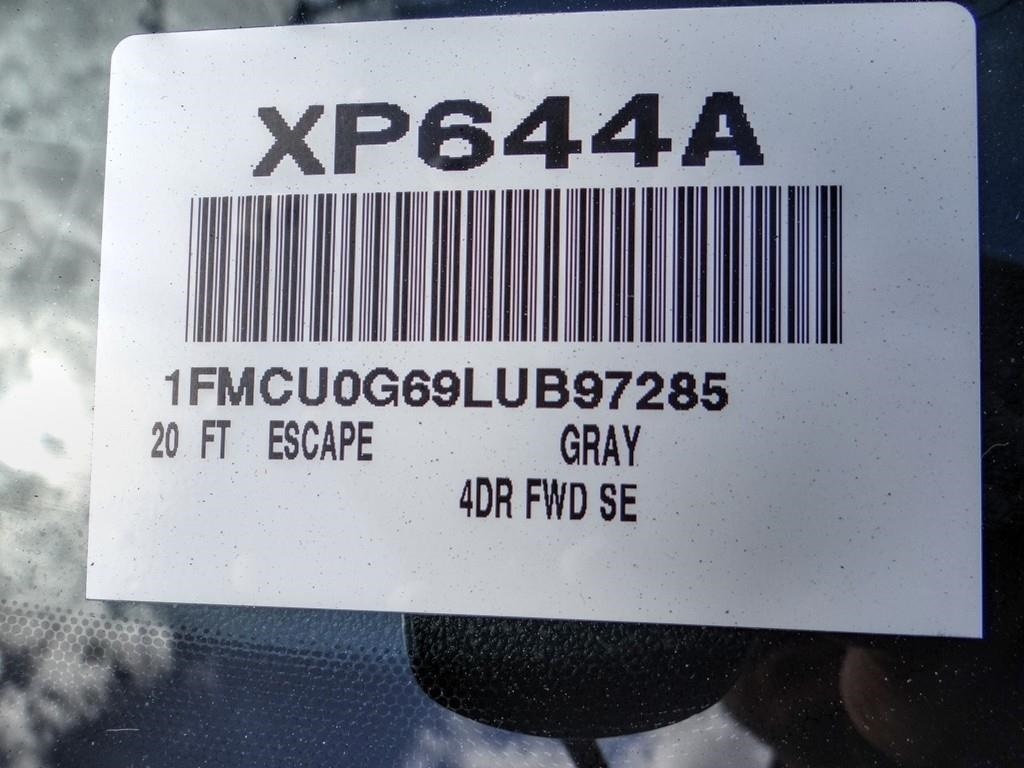 XP644A
1FMCU0G69LUB97285
20 FT ESCAPE GRAY
4DR FWD SE